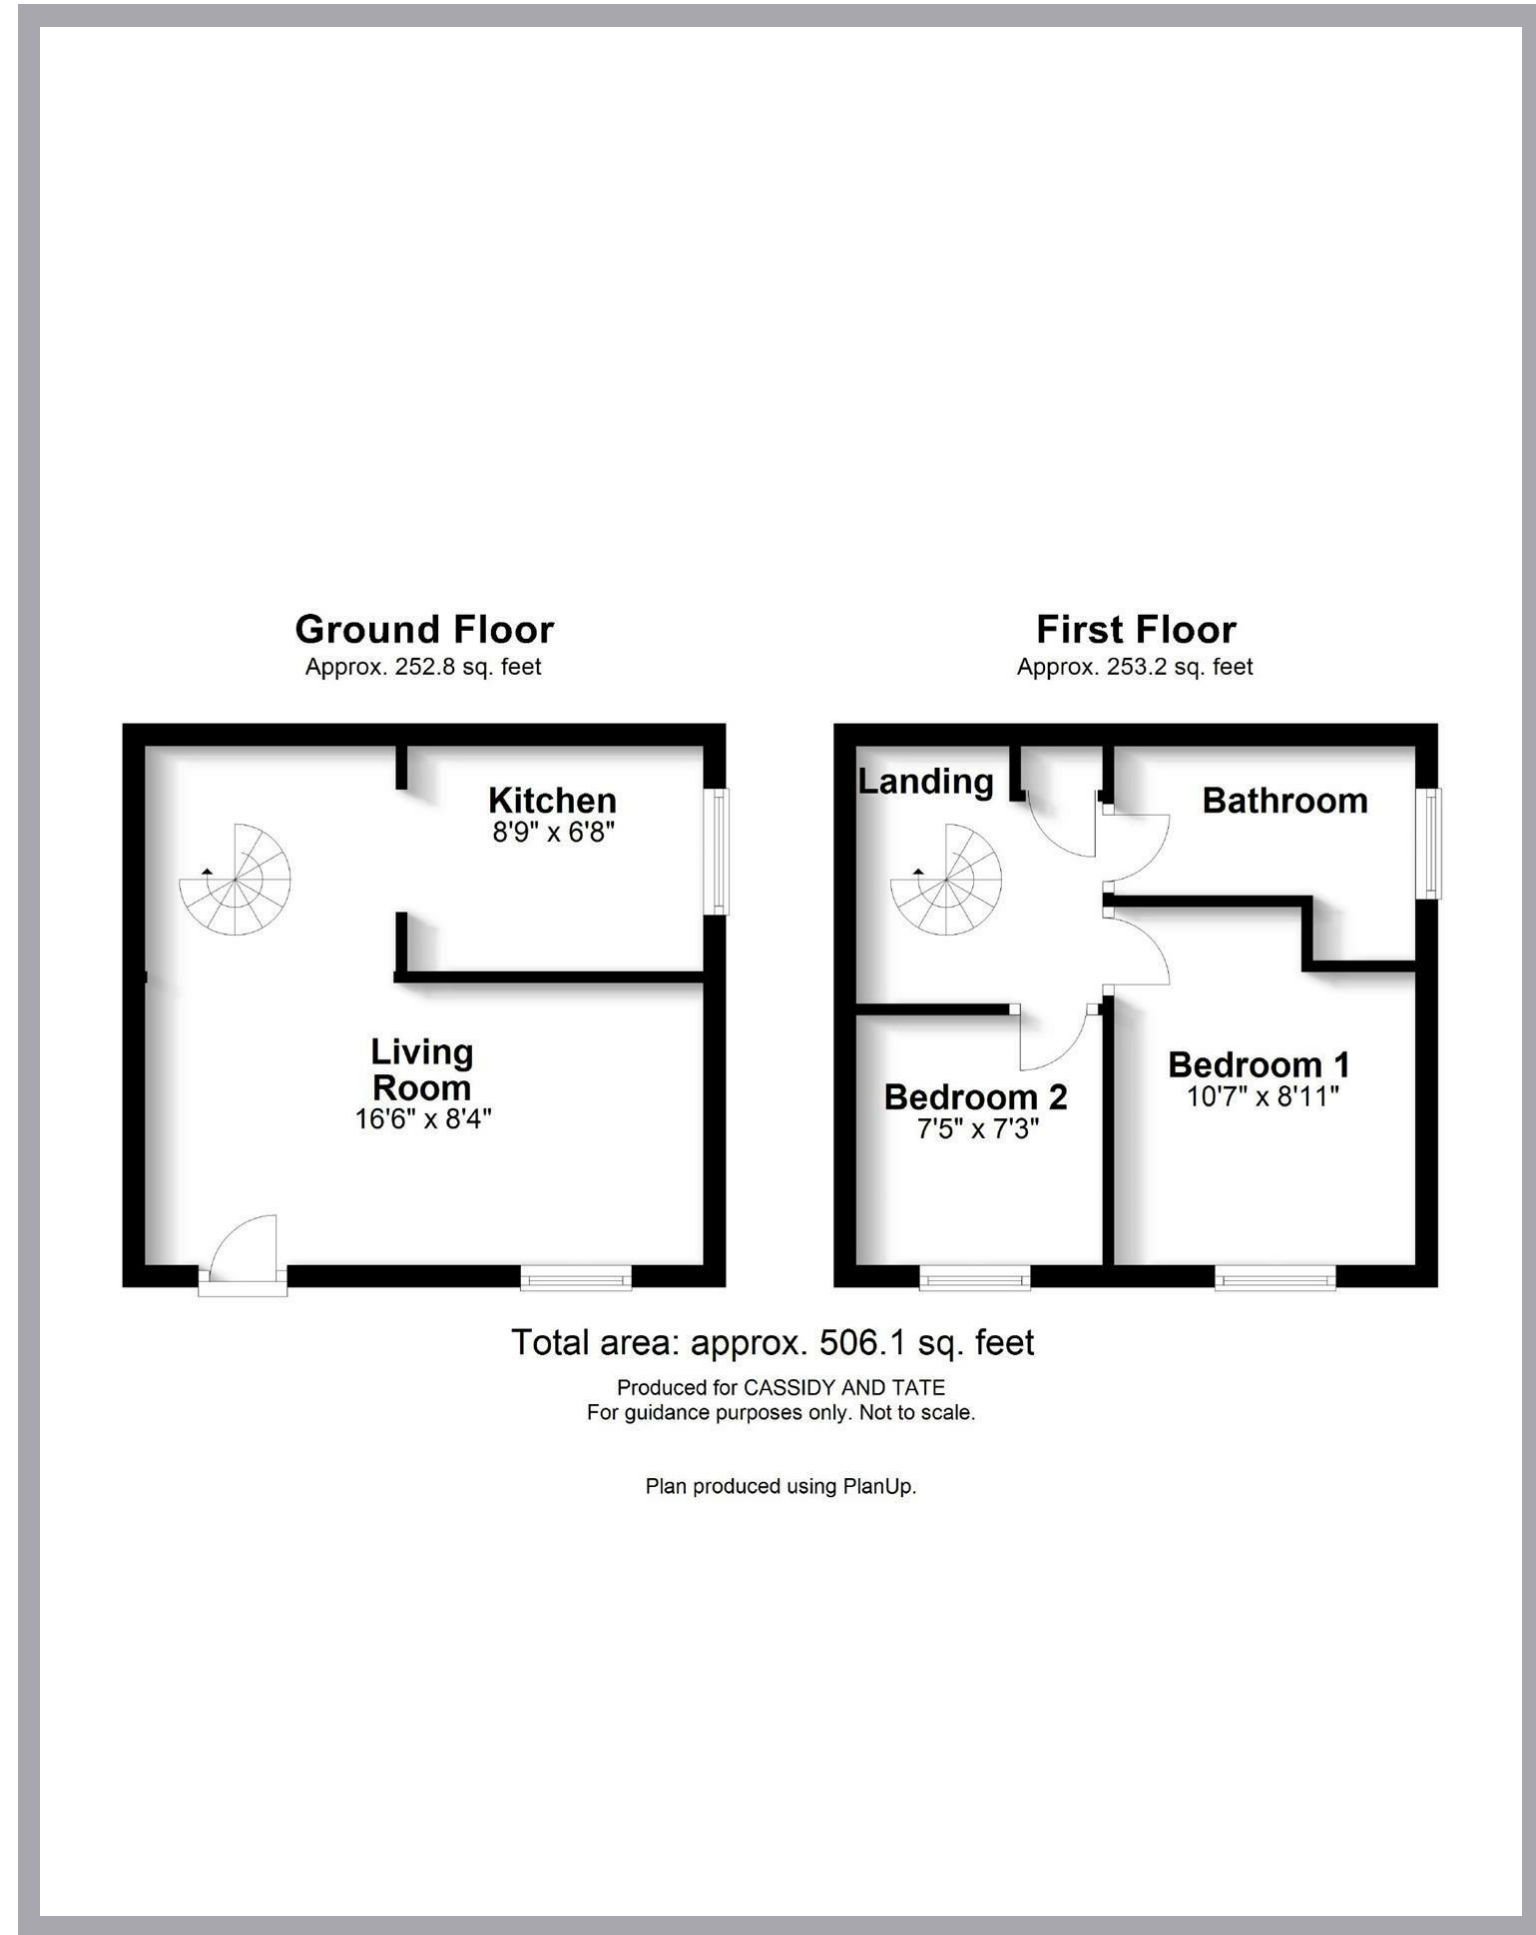 Ground Floor
Approx. 252.8 sq. feet
Kitchen
8'9" x 6'8"
Living
Room
16'6" x 8'4"
First Floor
Approx. 253.2 sq. feet
Landing
Bathroom
Bedroom 1
10'7" x 8'11"
Bedroom 2
7'5" x 7'3"
Total area: approx. 506.1 sq. feet
Produced for CASSIDY AND TATE
For guidance purposes only. Not to scale.
Plan produced using PlanUp.